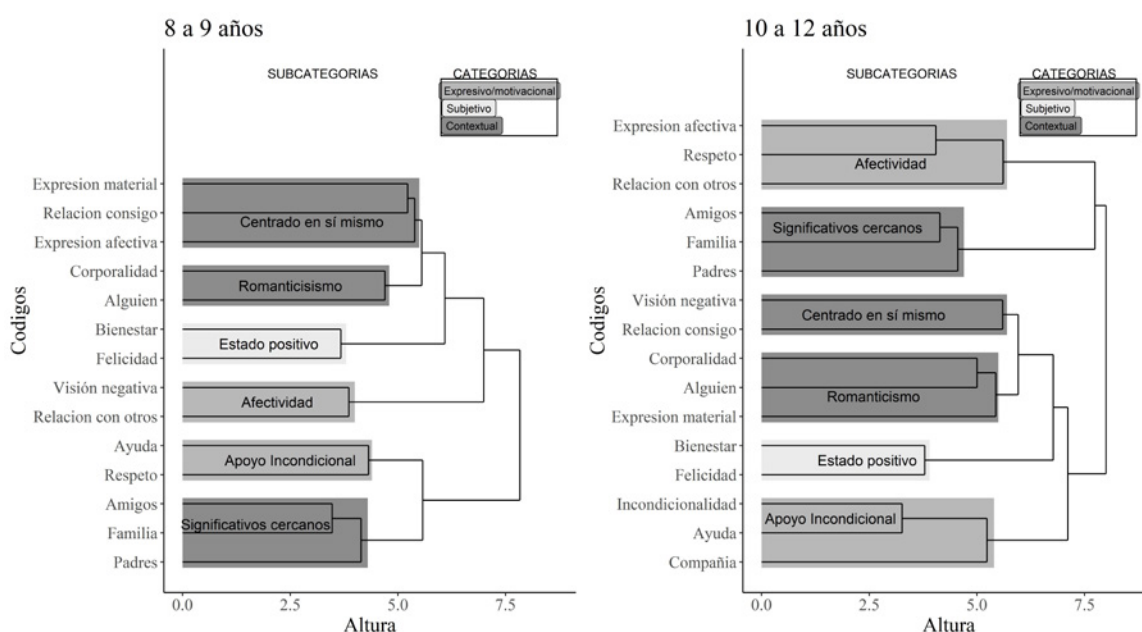 8 a 9 años
SUBCATEGORIAS
CATEGORIAS
Expresivo/motivacional
Subjetivo
Contextual
Codigos
Expresion material
Relacion consigo
Expresion afectiva
Corporalidad
Alguien
Bienestar
Felicidad
Visión negativa
Relacion con otros
Ayuda
Respeto
Amigos
Familia
Padres
Centrado en sí mismo
Romanticisismo
Estado positivo
Afectividad
Apoyo Incondicional
Significativos cercanos
0.0 2.5 5.0 7.5
Altura
10 a 12 años
SUBCATEGORIAS
CATEGORIAS
Expresivo/motivacional
Subjetivo
Contextual
Codigos
Expresion afectiva
Respeto
Relacion con otros
Amigos
Familia
Padres
Visión negativa
Relacion consigo
Corporalidad
Alguien
Expresion material
Bienestar
Felicidad
Incondicionalidad
Ayuda
Compañia
Afectividad
Significativos cercanos
Centrado en sí mismo
Romanticismo
Estado positivo
Apoyo Incondicional
0.0 2.5 5.0 7.5
Altura